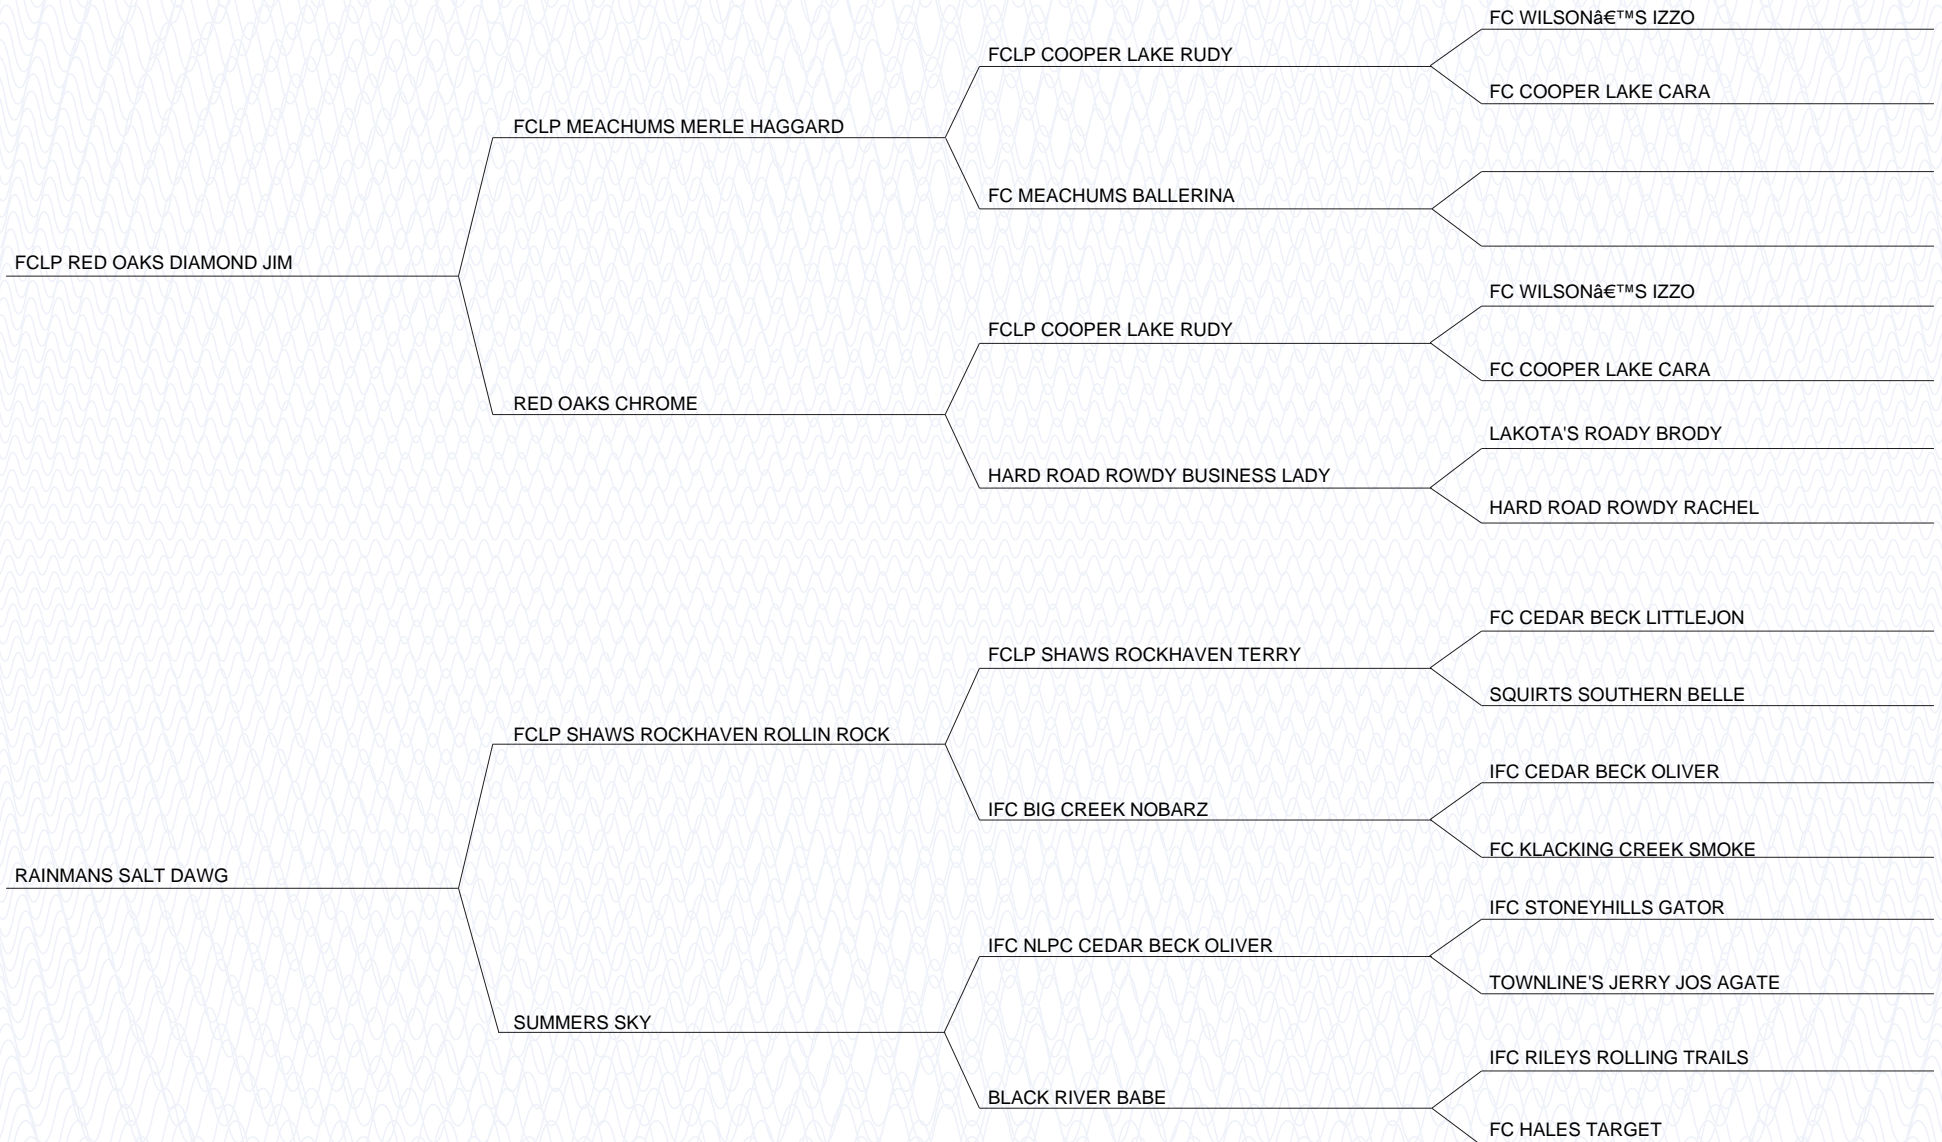 FC WILSONâ€™S IZZO
FCLP COOPER LAKE RUDY
FC COOPER LAKE CARA
FCLP MEACHUMS MERLE HAGGARD
FC MEACHUMS BALLERINA
FCLP RED OAKS DIAMOND JIM
FC WILSONâ€™S IZZO
FCLP COOPER LAKE RUDY
FC COOPER LAKE CARA
RED OAKS CHROME
LAKOTA'S ROADY BRODY
HARD ROAD ROWDY BUSINESS LADY
HARD ROAD ROWDY RACHEL
FC CEDAR BECK LITTLEJON
FCLP SHAWS ROCKHAVEN TERRY
SQUIRTS SOUTHERN BELLE
FCLP SHAWS ROCKHAVEN ROLLIN ROCK
IFC CEDAR BECK OLIVER
IFC BIG CREEK NOBARZ
FC KLACKING CREEK SMOKE
RAINMANS SALT DAWG
IFC STONEYHILLS GATOR
IFC NLPC CEDAR BECK OLIVER
TOWNLINE'S JERRY JOS AGATE
SUMMERS SKY
IFC RILEYS ROLLING TRAILS
BLACK RIVER BABE
FC HALES TARGET